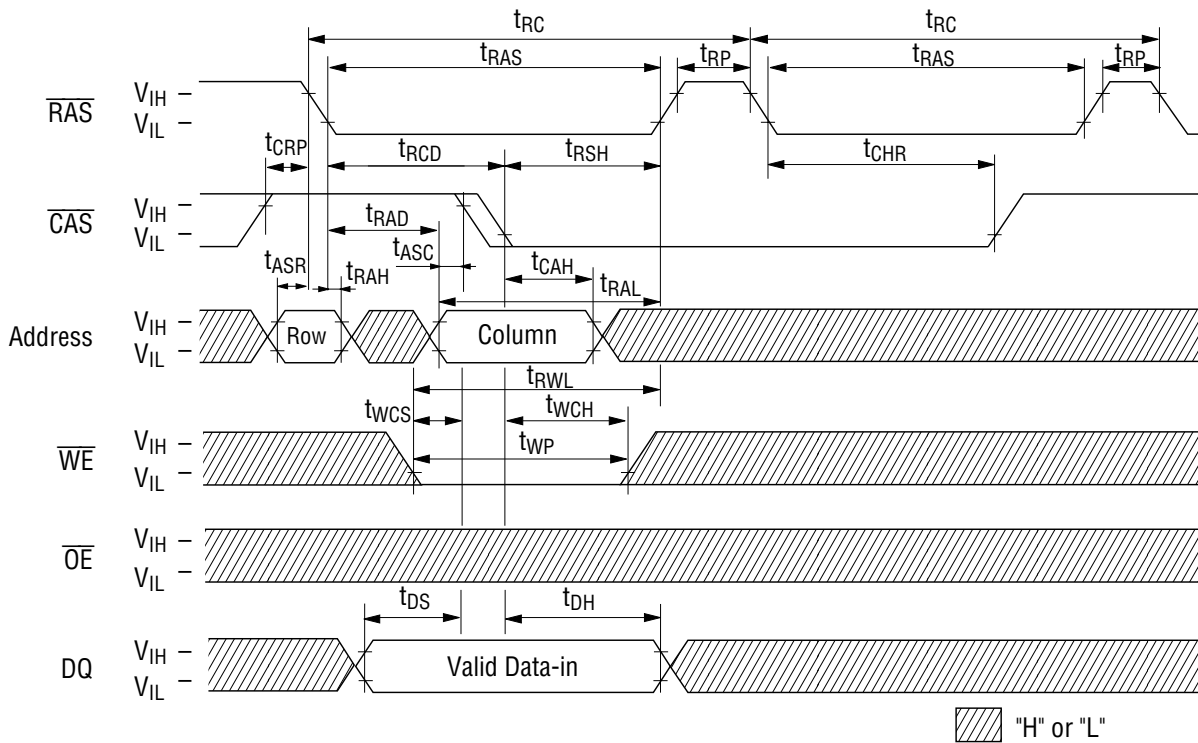 tRC tRC
tRAS tRP tRAS tRP
RAS VIH
VIL
tCRP tRCD tRSH tCHR
CAS VIH
VIL
tRAD
tASC
tASR tRAH tCAH
tRAL
Address VIH
VIL
Row Column
tRWL
tWCS tWCH
WE VIH
VIL
tWP
OE VIH
VIL
tDS tDH
DQ VIH
VIL
Valid Data-in
"H" or "L"